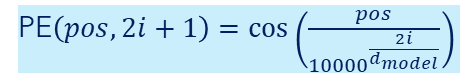 PE(pos, 2i + 1) = cos(pos / 10000^(2i / d_model))